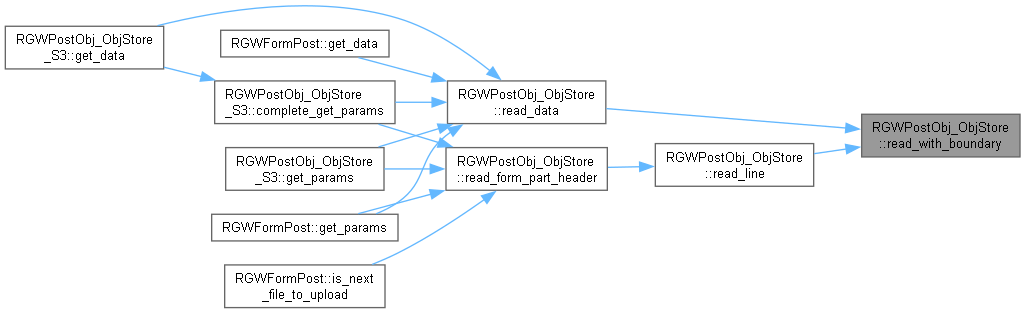 RGWPostObj_ObjStore
_S3::get_data
RGWFormPost::get_data
RGWPostObj_ObjStore
_S3::complete_get_params
RGWPostObj_ObjStore
_S3::get_params
RGWFormPost::get_params
RGWFormPost::is_next
_file_to_upload
RGWPostObj_ObjStore
::read_data
RGWPostObj_ObjStore
::read_form_part_header
RGWPostObj_ObjStore
::read_line
RGWPostObj_ObjStore
::read_with_boundary